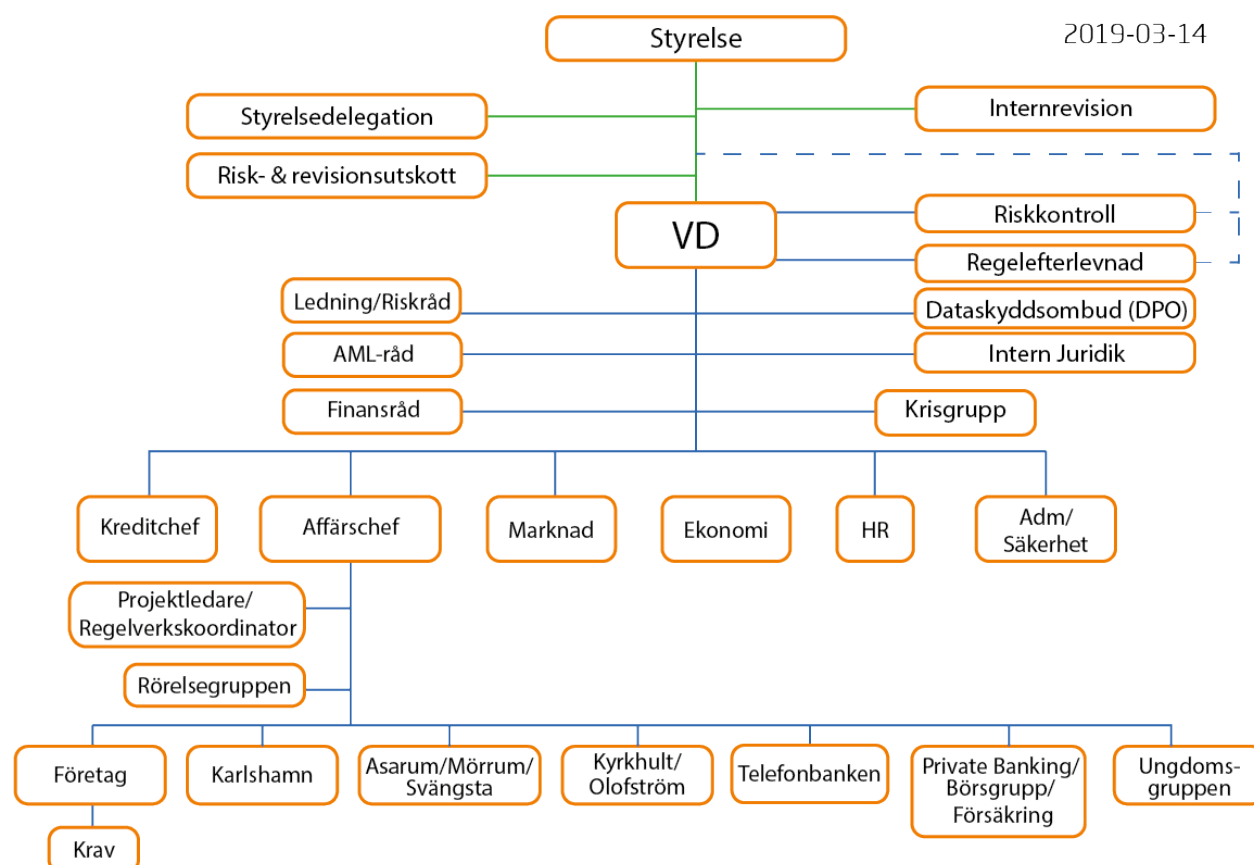 Styrelse
2019-03-14
Styrelsedelegation
Internrevision
Risk- & revisionsutskott
VD
Riskkontroll
Regelefterlevnad
Ledning/Riskråd
Dataskyddsombud (DPO)
AML-råd
Intern Juridik
Finansråd
Krisgrupp
Kreditchef
Affärschef
Marknad
Ekonomi
HR
Adm/
Säkerhet
Projektledare/
Regelverkskoordinator
Rörelsegruppen
Företag
Karlshamn
Asarum/Mörrum/
Svängsta
Kyrkhult/
Olofström
Telefonbanken
Private Banking/
Börsgrupp/
Försäkring
Ungdoms-
gruppen
Krav